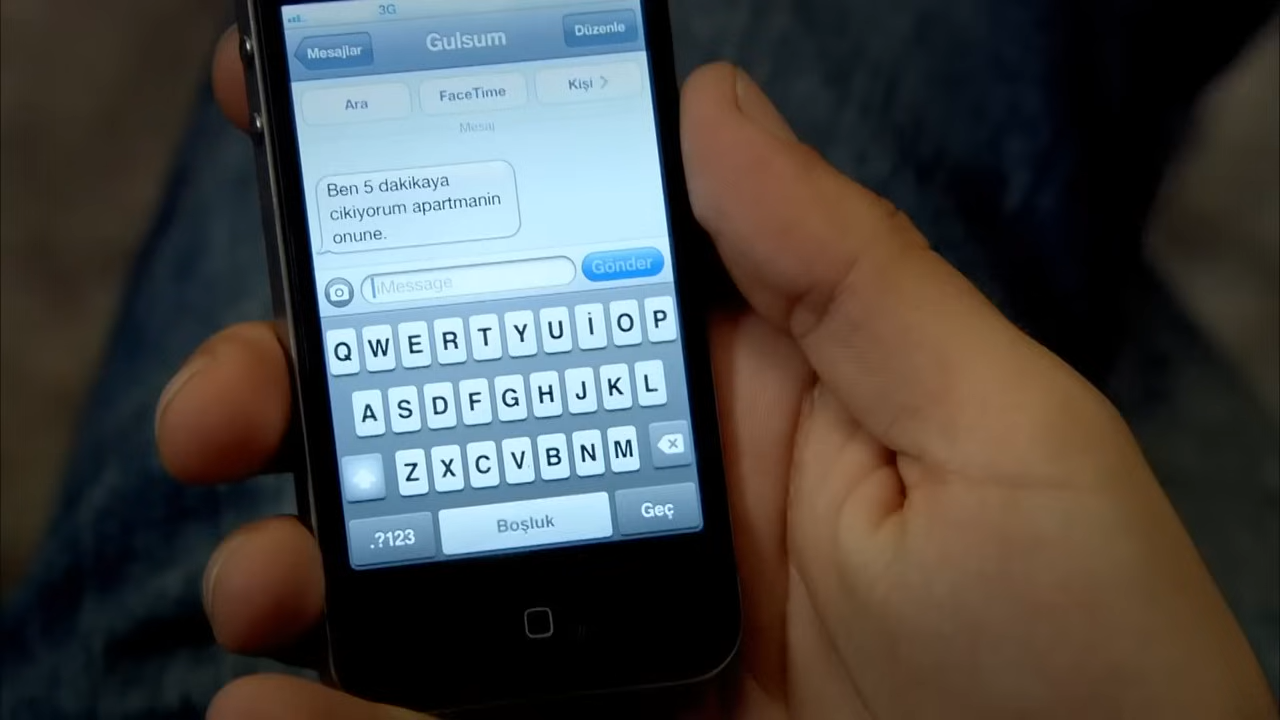 3G
Mesajlar
Gulsum
Düzenle
Ara
FaceTime
Kişi
Mesaj
Ben 5 dakikaya
cikiyorum apartmanin
onune.
iMessage
Gönder
Q W E R T Y U İ O P
A S D F G H J K L
Z X C V B N M
.?123
Boşluk
Geç